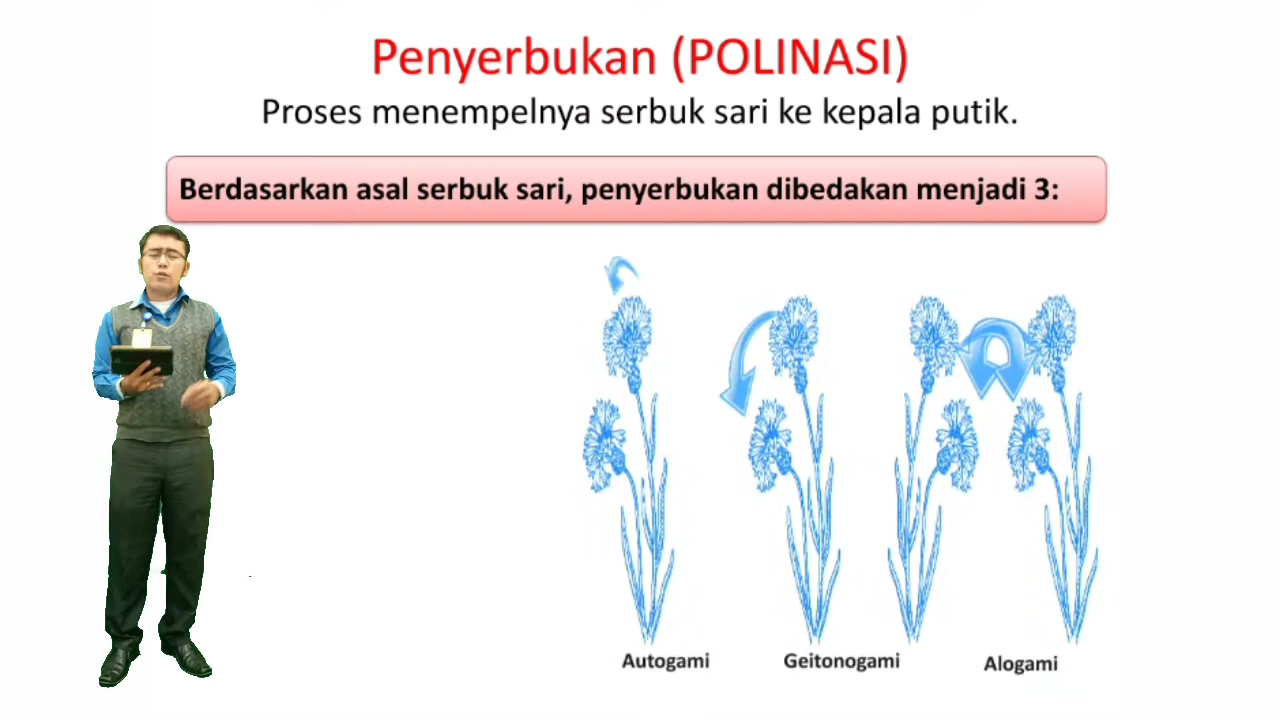 Penyerbukan (POLINASI)
Proses menempelnya serbuk sari ke kepala putik.
Berdasarkan asal serbuk sari, penyerbukan dibedakan menjadi 3:
Autogami
Geitonogami
Alogami